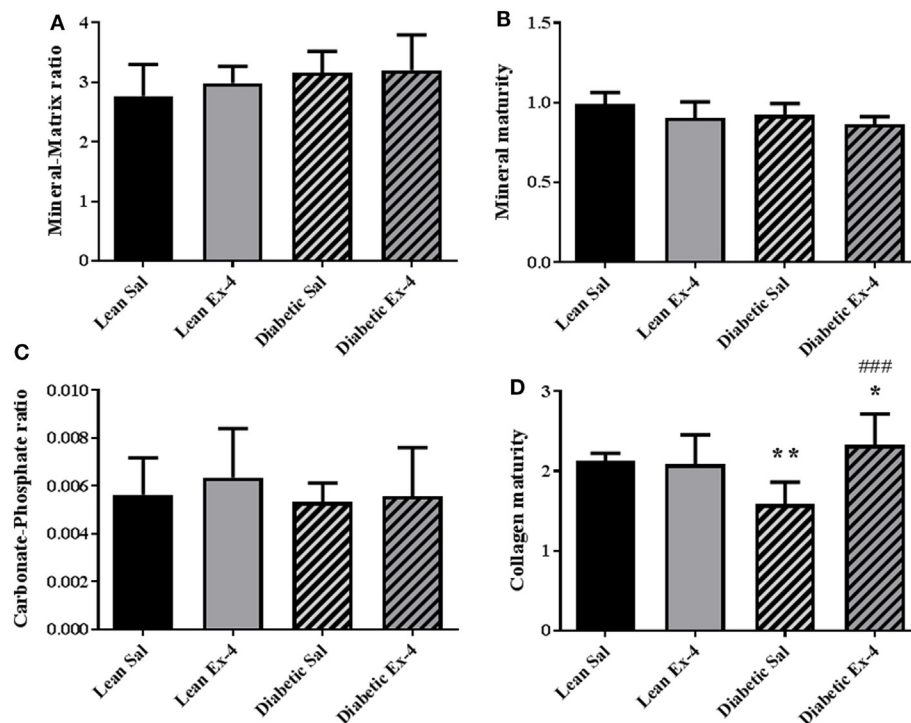 A
Mineral-Matrix ratio
4
3
2
1
0
Lean Sal
Lean Ex-4
Diabetic Sal
Diabetic Ex-4
B
Mineral maturity
1.5
1.0
0.5
0.0
Lean Sal
Lean Ex-4
Diabetic Sal
Diabetic Ex-4
C
Carbonate-Phosphate ratio
0.010
0.008
0.006
0.004
0.002
0.000
Lean Sal
Lean Ex-4
Diabetic Sal
Diabetic Ex-4
D
Collagen maturity
3
2
1
0
**
###
*
Lean Sal
Lean Ex-4
Diabetic Sal
Diabetic Ex-4